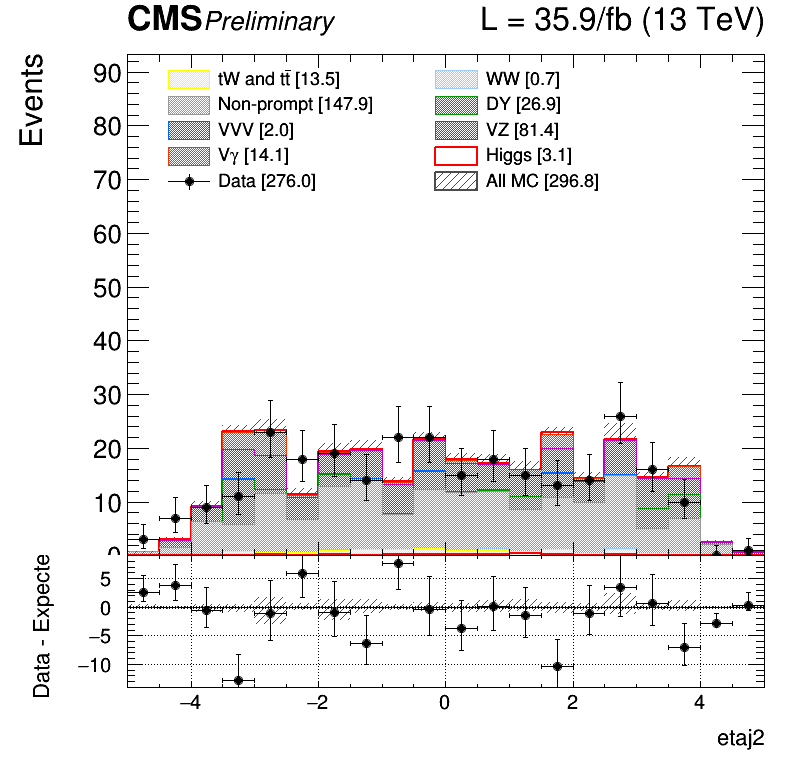 CMS Preliminary L = 35.9/fb (13 TeV)
Events
90
80
70
60
50
40
30
20
10
0
tW and tt̄ [13.5]
WW [0.7]
Non-prompt [147.9]
DY [26.9]
VVV [2.0]
VZ [81.4]
Vγ [14.1]
Higgs [3.1]
Data [276.0]
All MC [296.8]
Data - Expecte
5
0
−5
−10
−4 −2 0 2 4
etaj2